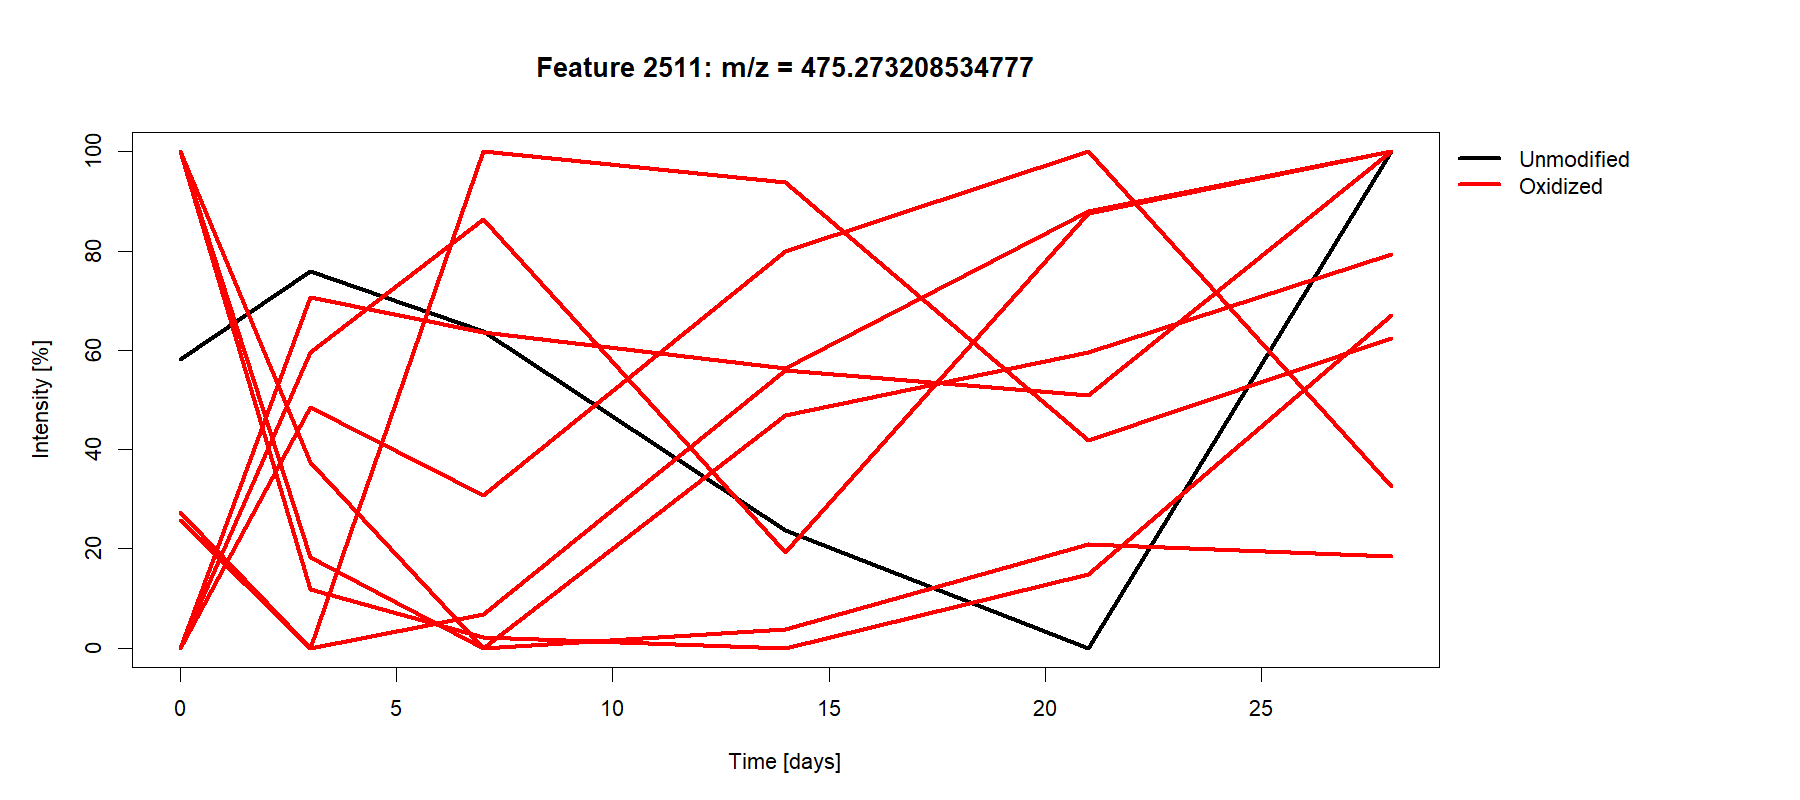 Feature 2511: m/z = 475.273208534777
Unmodified
Oxidized
Intensity [%]
100
80
60
40
20
0
0 5 10 15 20 25
Time [days]